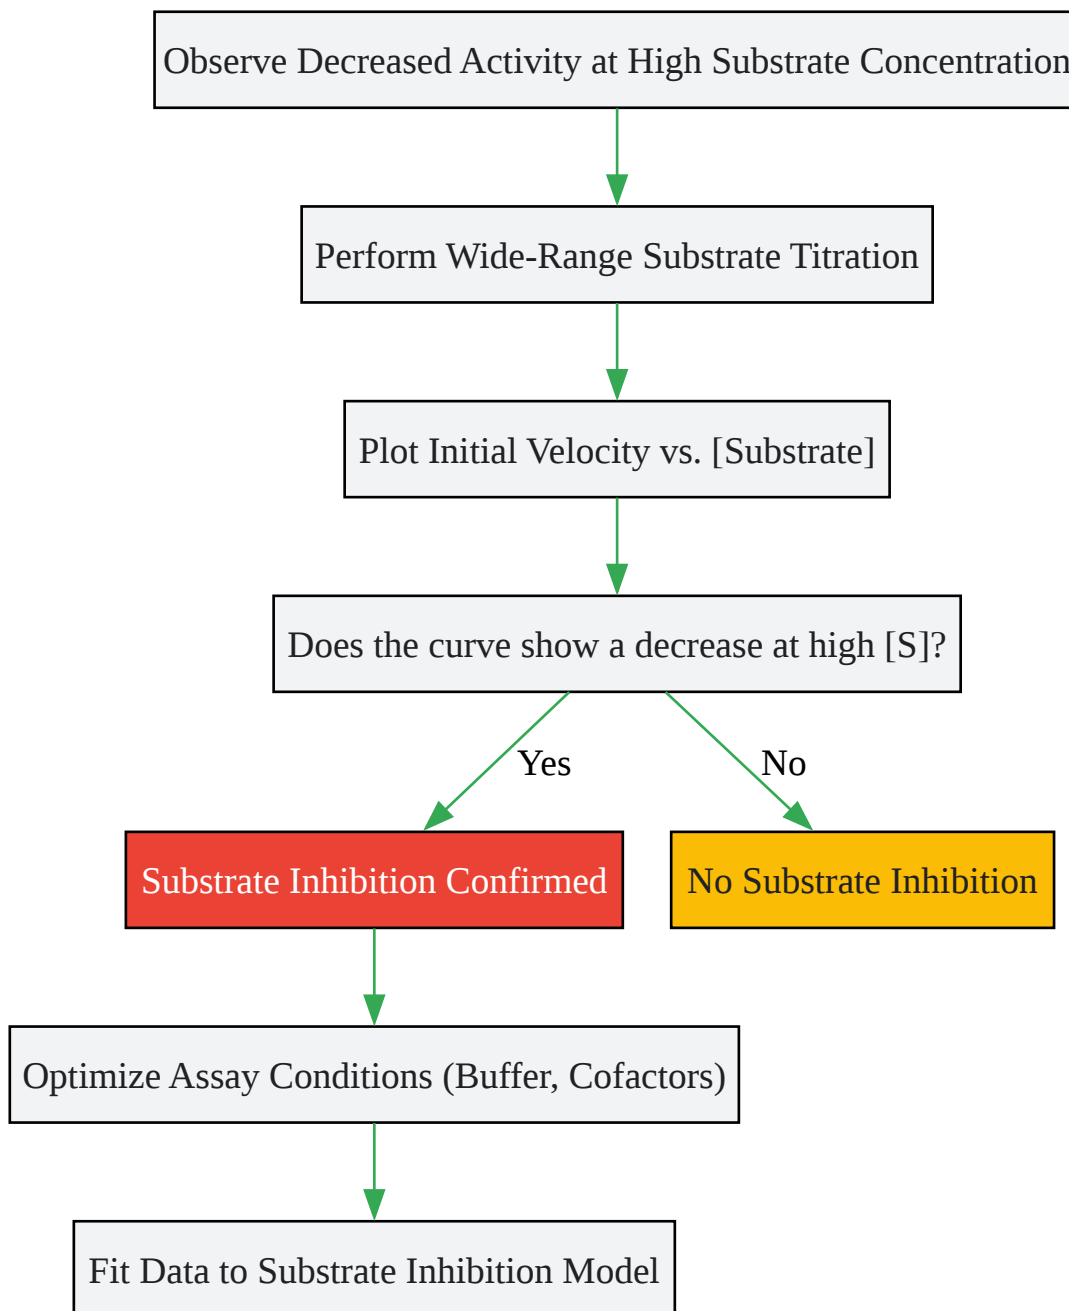 Observe Decreased Activity at High Substrate Concentration
Perform Wide-Range Substrate Titration
Plot Initial Velocity vs. [Substrate]
Does the curve show a decrease at high [S]?
Yes
No
Substrate Inhibition Confirmed
No Substrate Inhibition
Optimize Assay Conditions (Buffer, Cofactors)
Fit Data to Substrate Inhibition Model